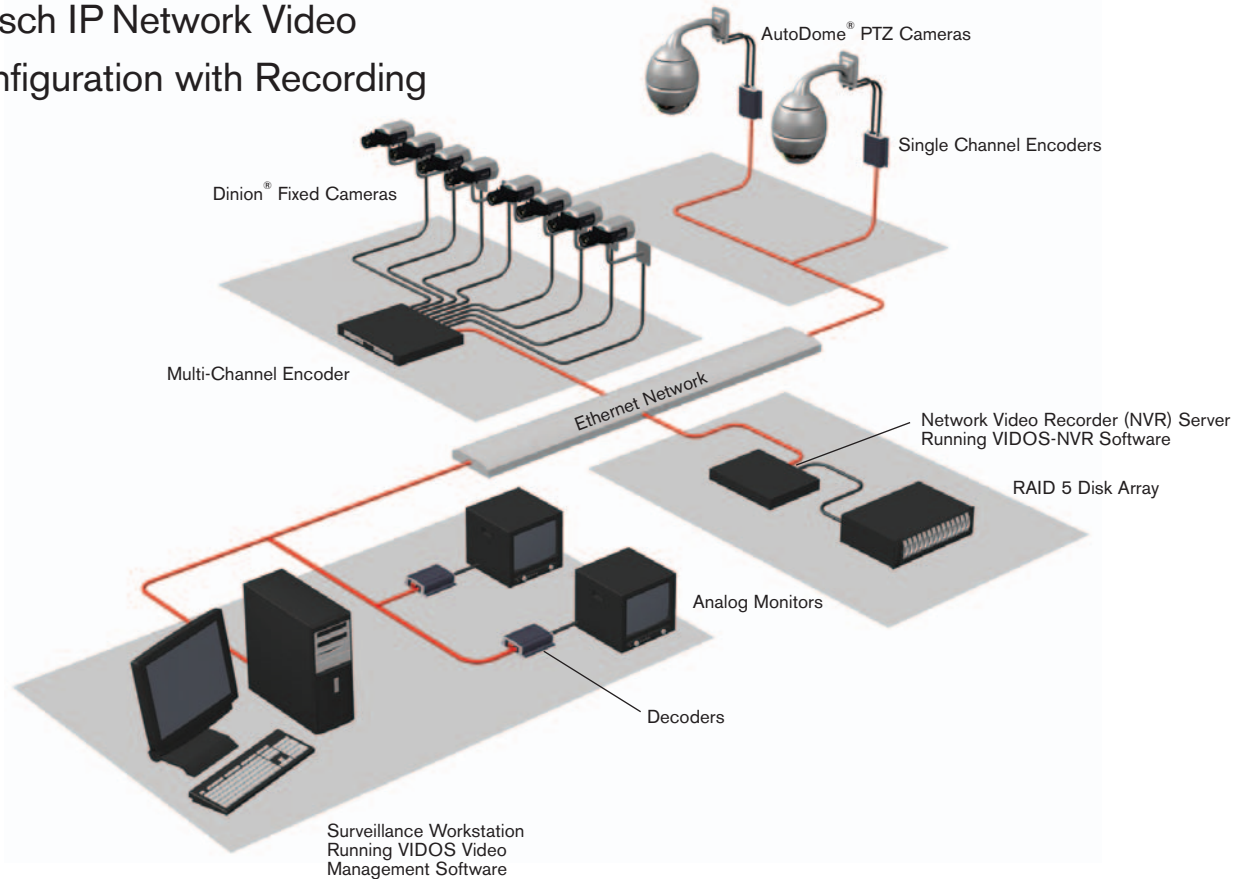 sch IP Network Video
nfiguration with Recording
AutoDome® PTZ Cameras
Single Channel Encoders
Dinion® Fixed Cameras
Multi-Channel Encoder
Ethernet Network
Network Video Recorder (NVR) Server
Running VIDOS-NVR Software
RAID 5 Disk Array
Analog Monitors
Decoders
Surveillance Workstation
Running VIDOS Video
Management Software